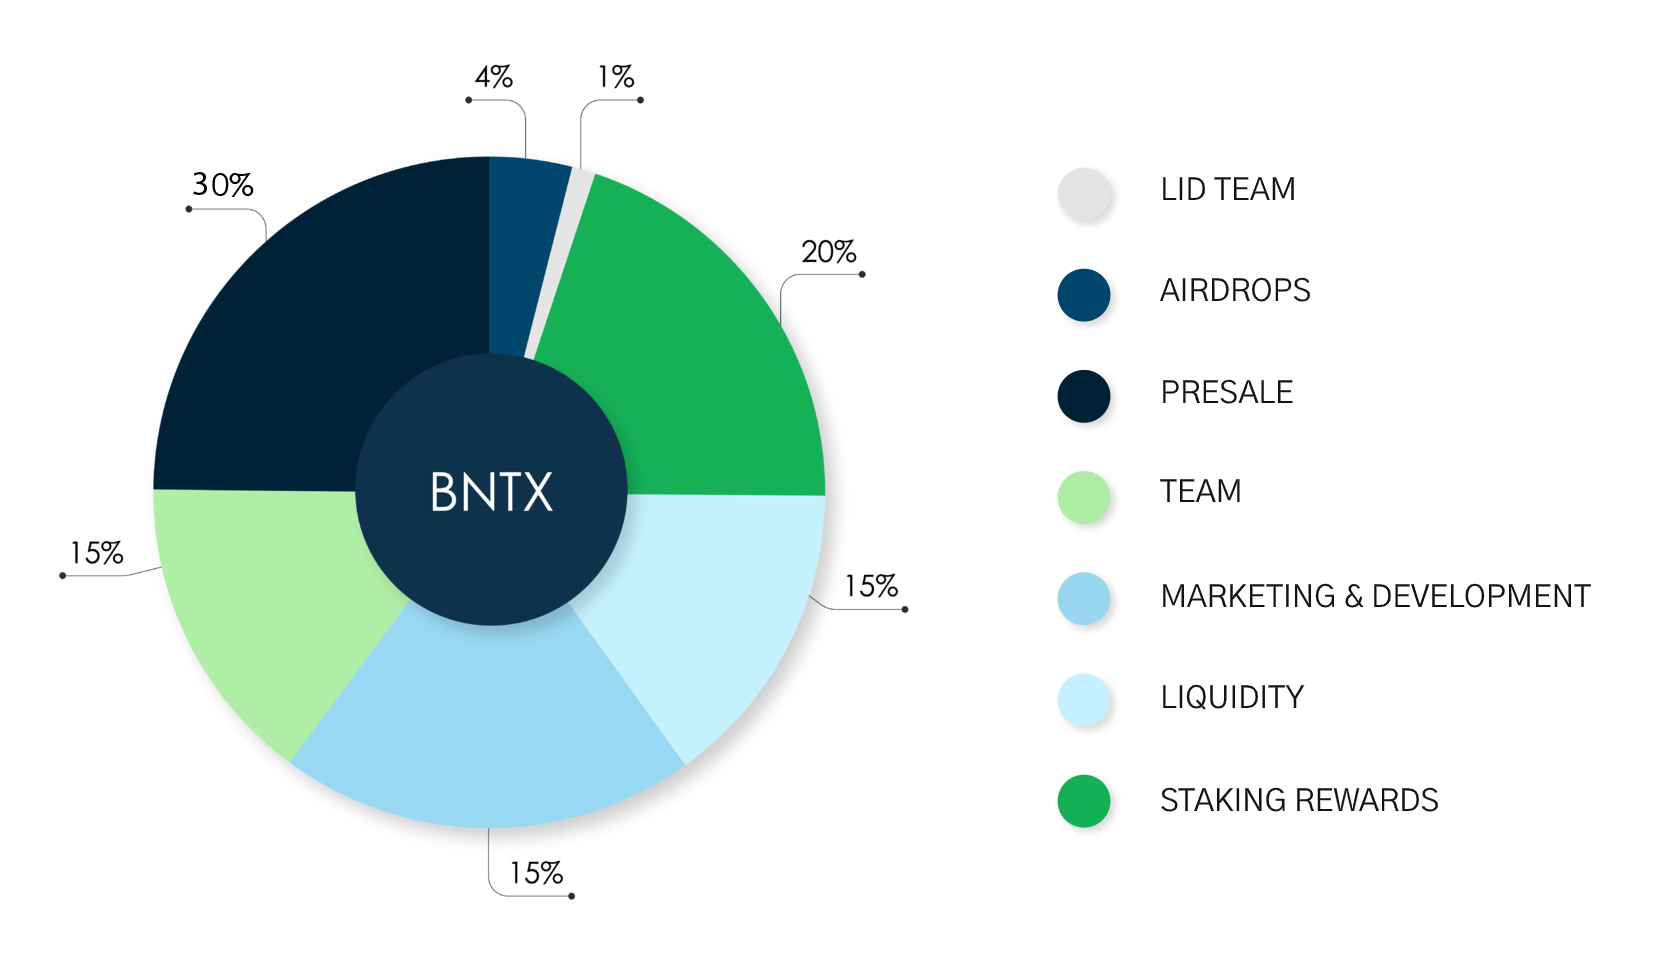 4%
1%
30%
20%
BNTX
15%
15%
15%
LID TEAM
AIRDROPS
PRESALE
TEAM
MARKETING & DEVELOPMENT
LIQUIDITY
STAKING REWARDS